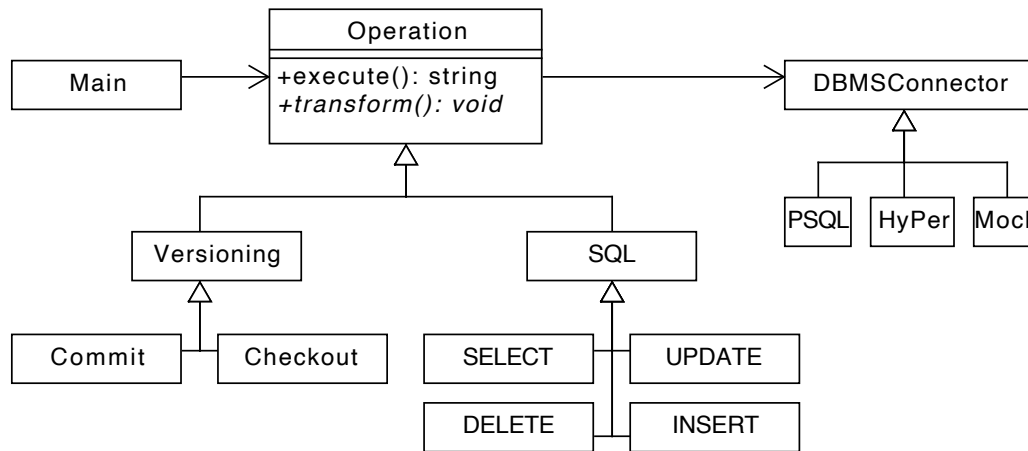 Operation
Main
+execute(): string
+transform(): void
DBMSConnector
PSQL
HyPer
Versioning
SQL
Commit
Checkout
SELECT
UPDATE
DELETE
INSERT